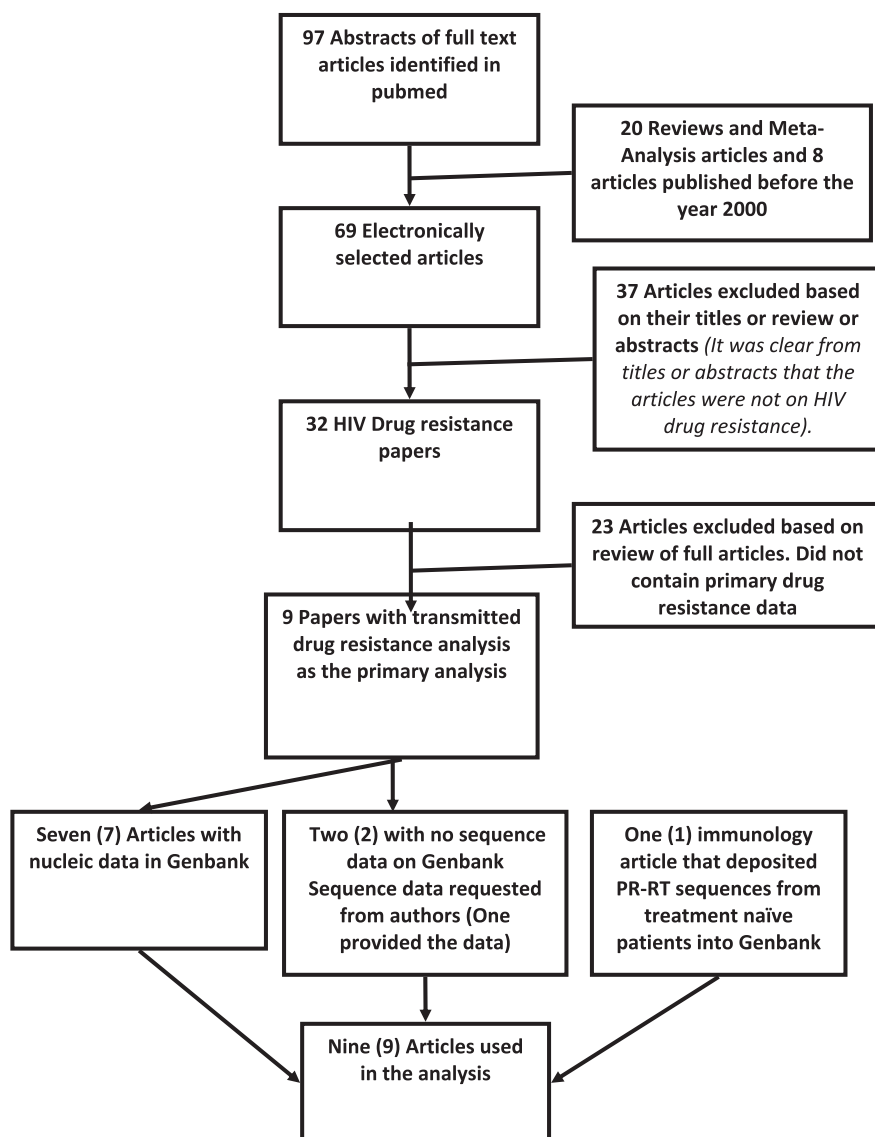 97 Abstracts of full text
articles identified in
pubmed
20 Reviews and Meta-
Analysis articles and 8
articles published before the
year 2000
69 Electronically
selected articles
37 Articles excluded based
on their titles or review or
abstracts (It was clear from
titles or abstracts that the
articles were not on HIV
drug resistance).
32 HIV Drug resistance
papers
23 Articles excluded based on
review of full articles. Did not
contain primary drug
resistance data
9 Papers with transmitted
drug resistance analysis
as the primary analysis
Seven (7) Articles with
nucleic data in Genbank
Two (2) with no sequence
data on Genbank
Sequence data requested
from authors (One
provided the data)
One (1) immunology
article that deposited
PR-RT sequences from
treatment naïve
patients into Genbank
Nine (9) Articles used
in the analysis